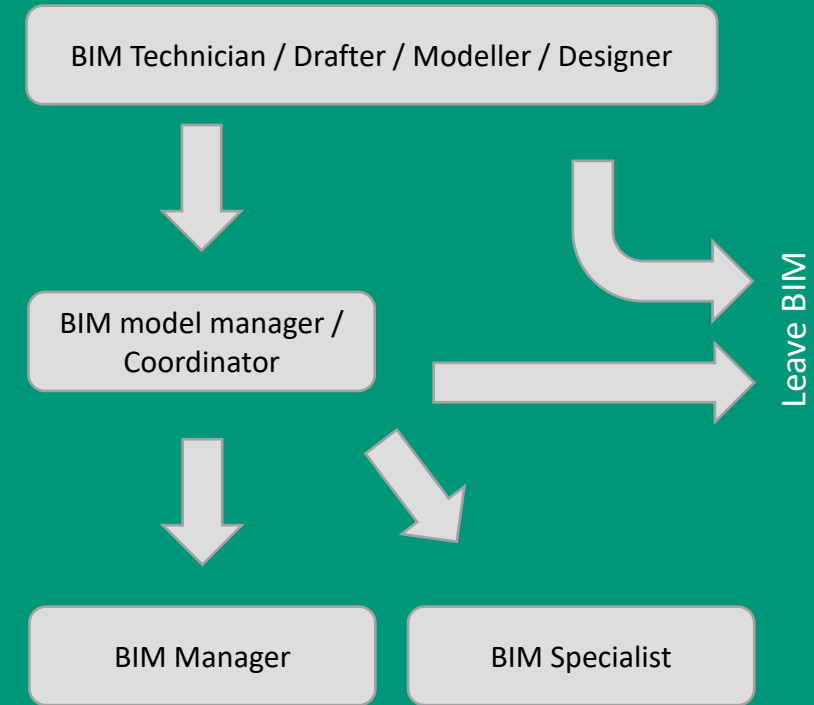 BIM Technician / Drafter / Modeller / Designer
Leave BIM
BIM model manager /
Coordinator
BIM Manager
BIM Specialist